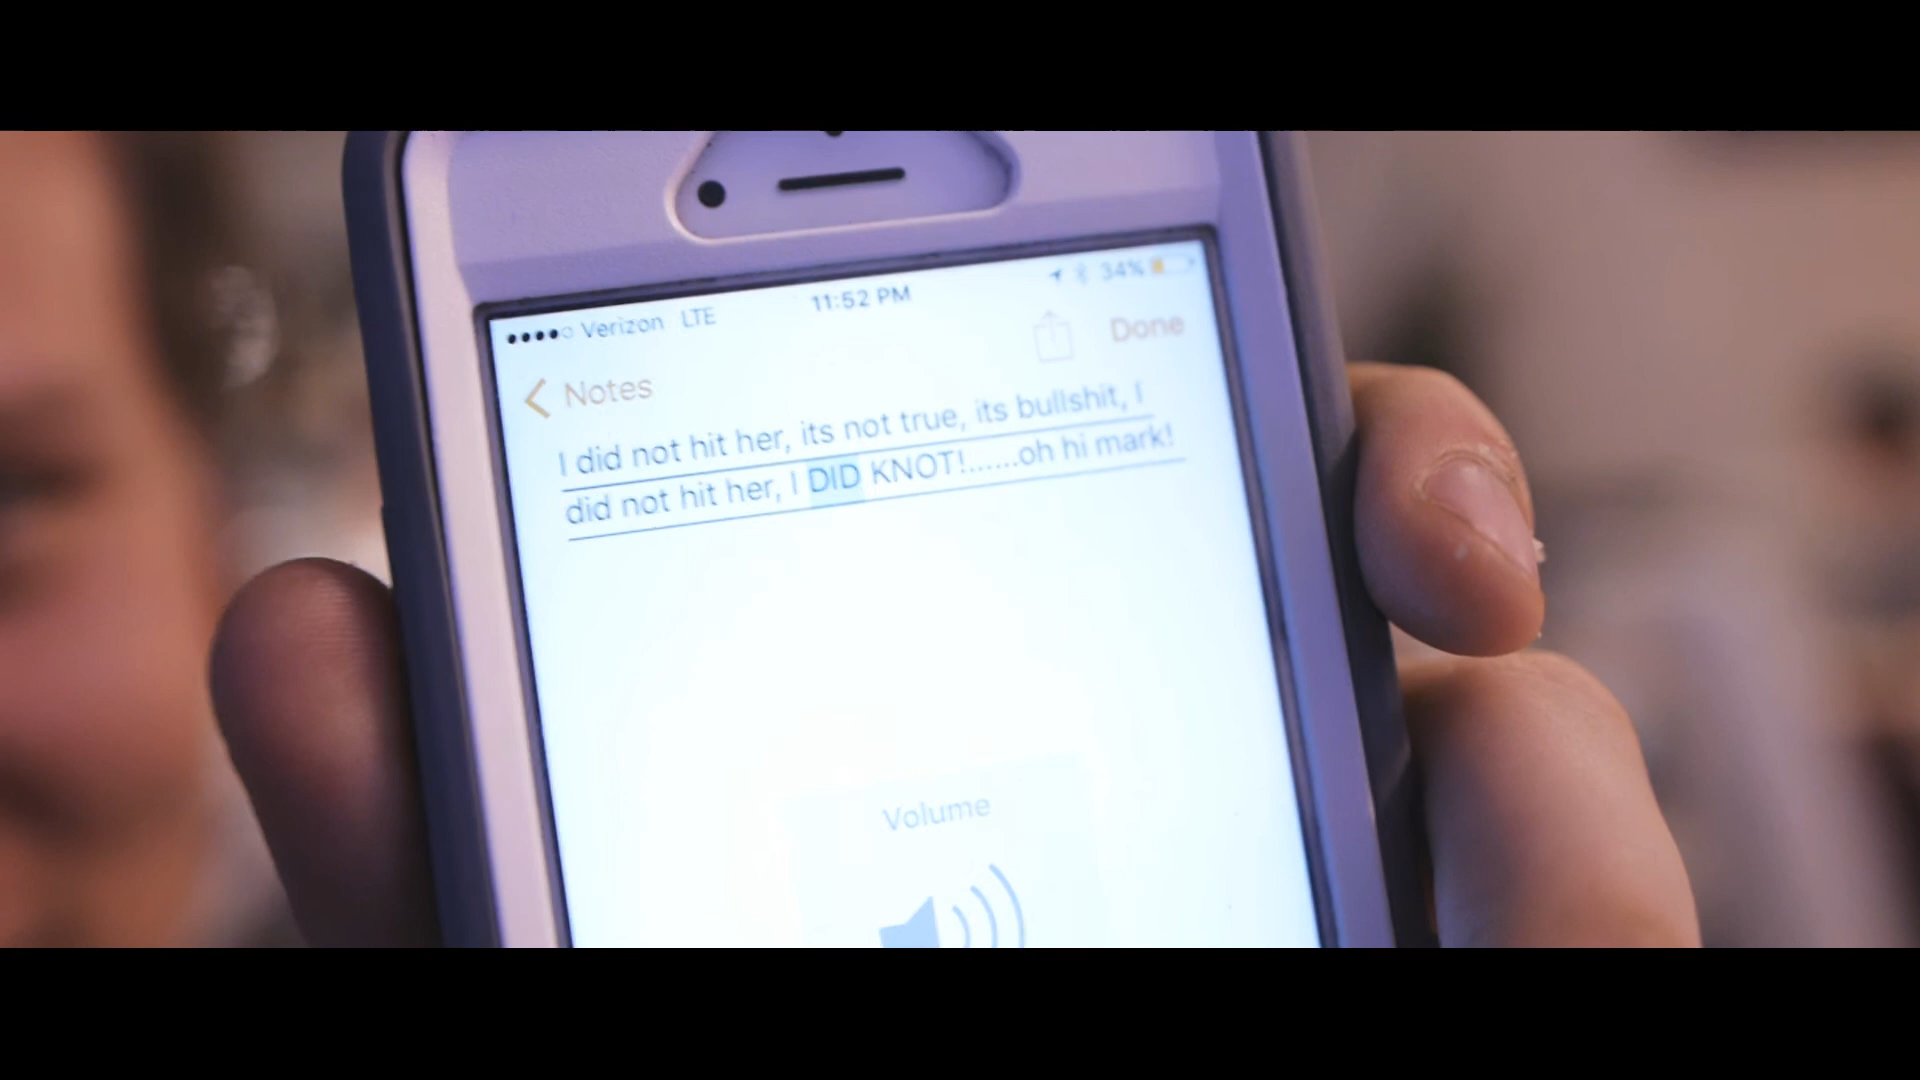 ●●●●○ Verizon LTE 11:52 PM 34%
Notes Done
I did not hit her, its not true, its bullshit, I
did not hit her, I DID KNOT!......oh hi mark!
Volume